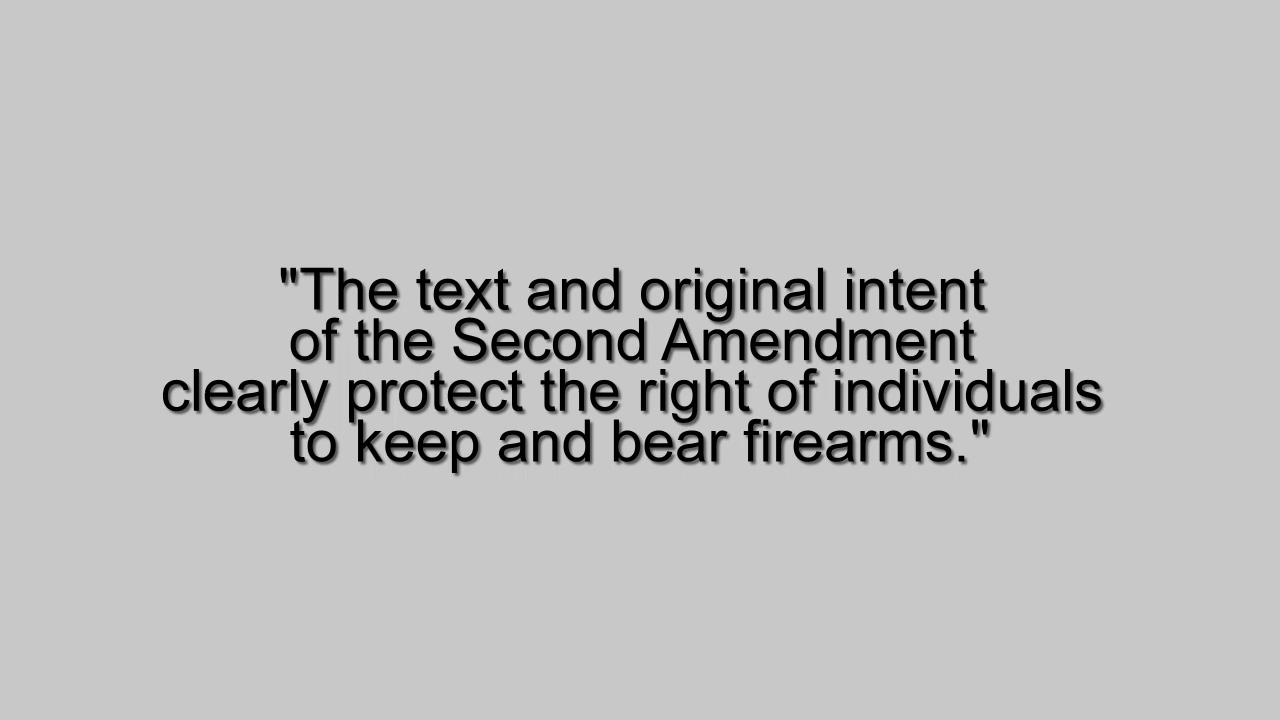 "The text and original intent
of the Second Amendment
clearly protect the right of individuals
to keep and bear firearms."